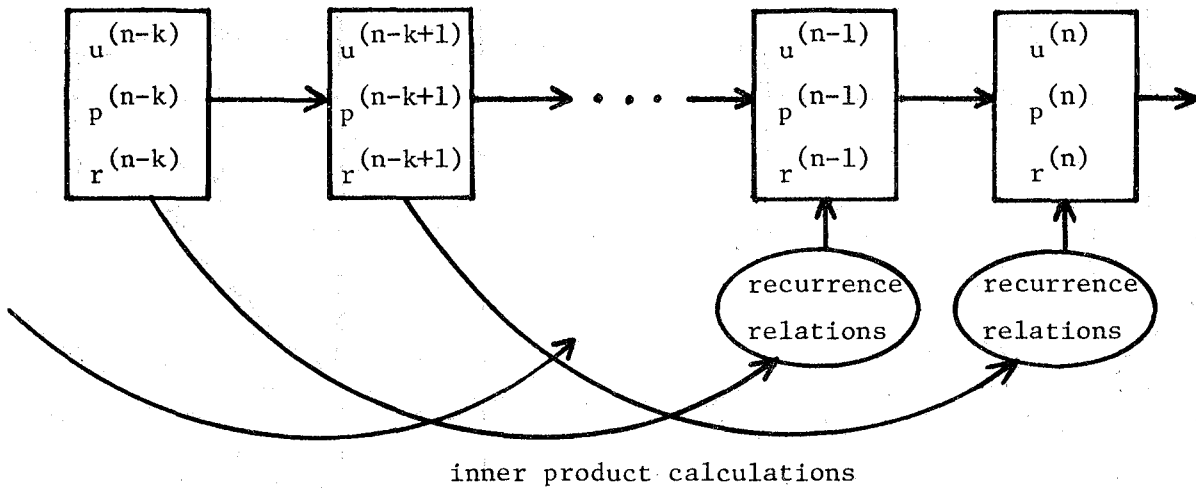 u(n-k)
p(n-k)
r(n-k)
u(n-k+1)
p(n-k+1)
r(n-k+1)
u(n-1)
p(n-1)
r(n-1)
u(n)
p(n)
r(n)
recurrence
relations
recurrence
relations
inner product calculations